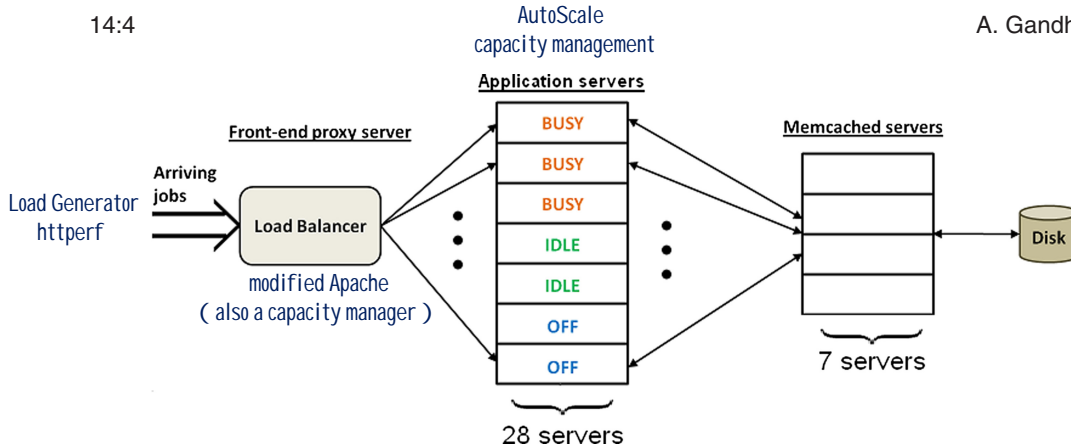 14:4
AutoScale
capacity management
A. Gandh
Application servers
Front-end proxy server
Memcached servers
Arriving
jobs
Load Generator
httperf
Load Balancer
modified Apache
( also a capacity manager )
BUSY
BUSY
BUSY
IDLE
IDLE
OFF
OFF
Disk
7 servers
28 servers